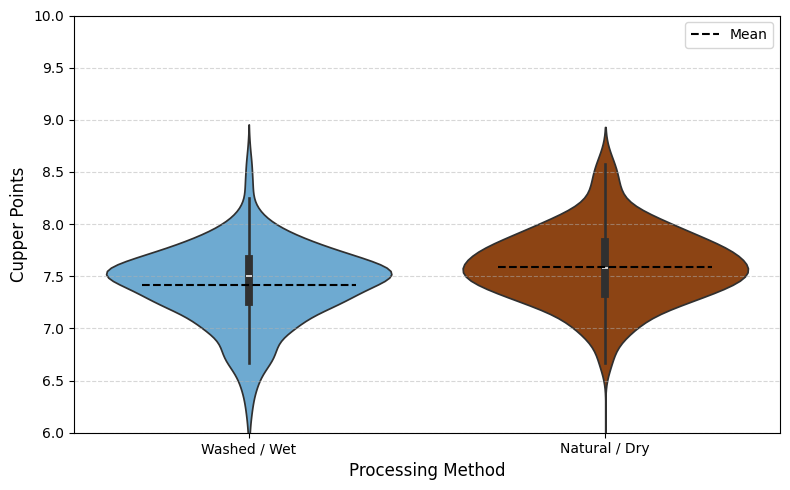 10.0
9.5
9.0
8.5
8.0
7.5
7.0
6.5
6.0
Cupper Points
Mean
Washed / Wet
Natural / Dry
Processing Method